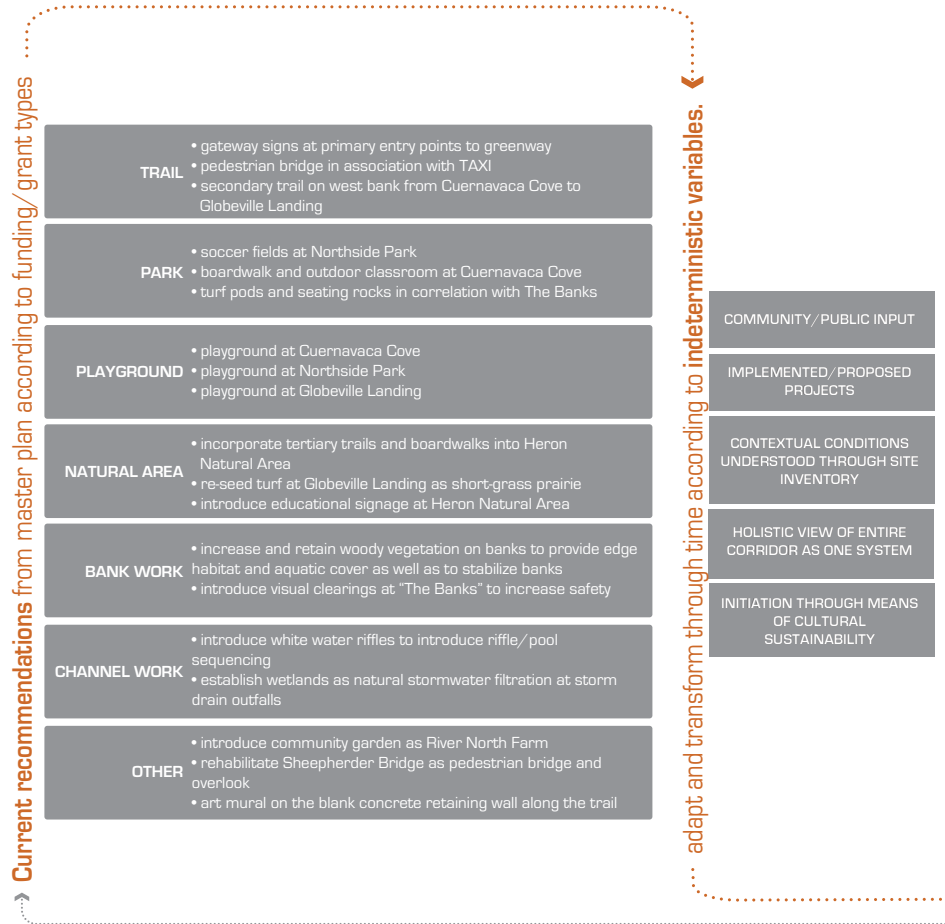 Current recommendations from master plan according to funding/grant types
TRAIL
• gateway signs at primary entry points to greenway
• pedestrian bridge in association with TAXI
• secondary trail on west bank from Cuernavaca Cove to
Globeville Landing
PARK
• soccer fields at Northside Park
• boardwalk and outdoor classroom at Cuernavaca Cove
• turf pods and seating rocks in correlation with The Banks
PLAYGROUND
• playground at Cuernavaca Cove
• playground at Northside Park
• playground at Globeville Landing
NATURAL AREA
• incorporate tertiary trails and boardwalks into Heron
Natural Area
• re-seed turf at Globeville Landing as short-grass prairie
• introduce educational signage at Heron Natural Area
BANK WORK
• increase and retain woody vegetation on banks to provide edge
habitat and aquatic cover as well as to stabilize banks
• introduce visual clearings at “The Banks” to increase safety
CHANNEL WORK
• introduce white water riffles to introduce riffle/pool
sequencing
• establish wetlands as natural stormwater filtration at storm
drain outfalls
OTHER
• introduce community garden as River North Farm
• rehabilitate Sheepherder Bridge as pedestrian bridge and
overlook
• art mural on the blank concrete retaining wall along the trail
adapt and transform through time according to indeterministic variables.
COMMUNITY/PUBLIC INPUT
IMPLEMENTED/PROPOSED
PROJECTS
CONTEXTUAL CONDITIONS
UNDERSTOOD THROUGH SITE
INVENTORY
HOLISTIC VIEW OF ENTIRE
CORRIDOR AS ONE SYSTEM
INITIATION THROUGH MEANS
OF CULTURAL
SUSTAINABILITY